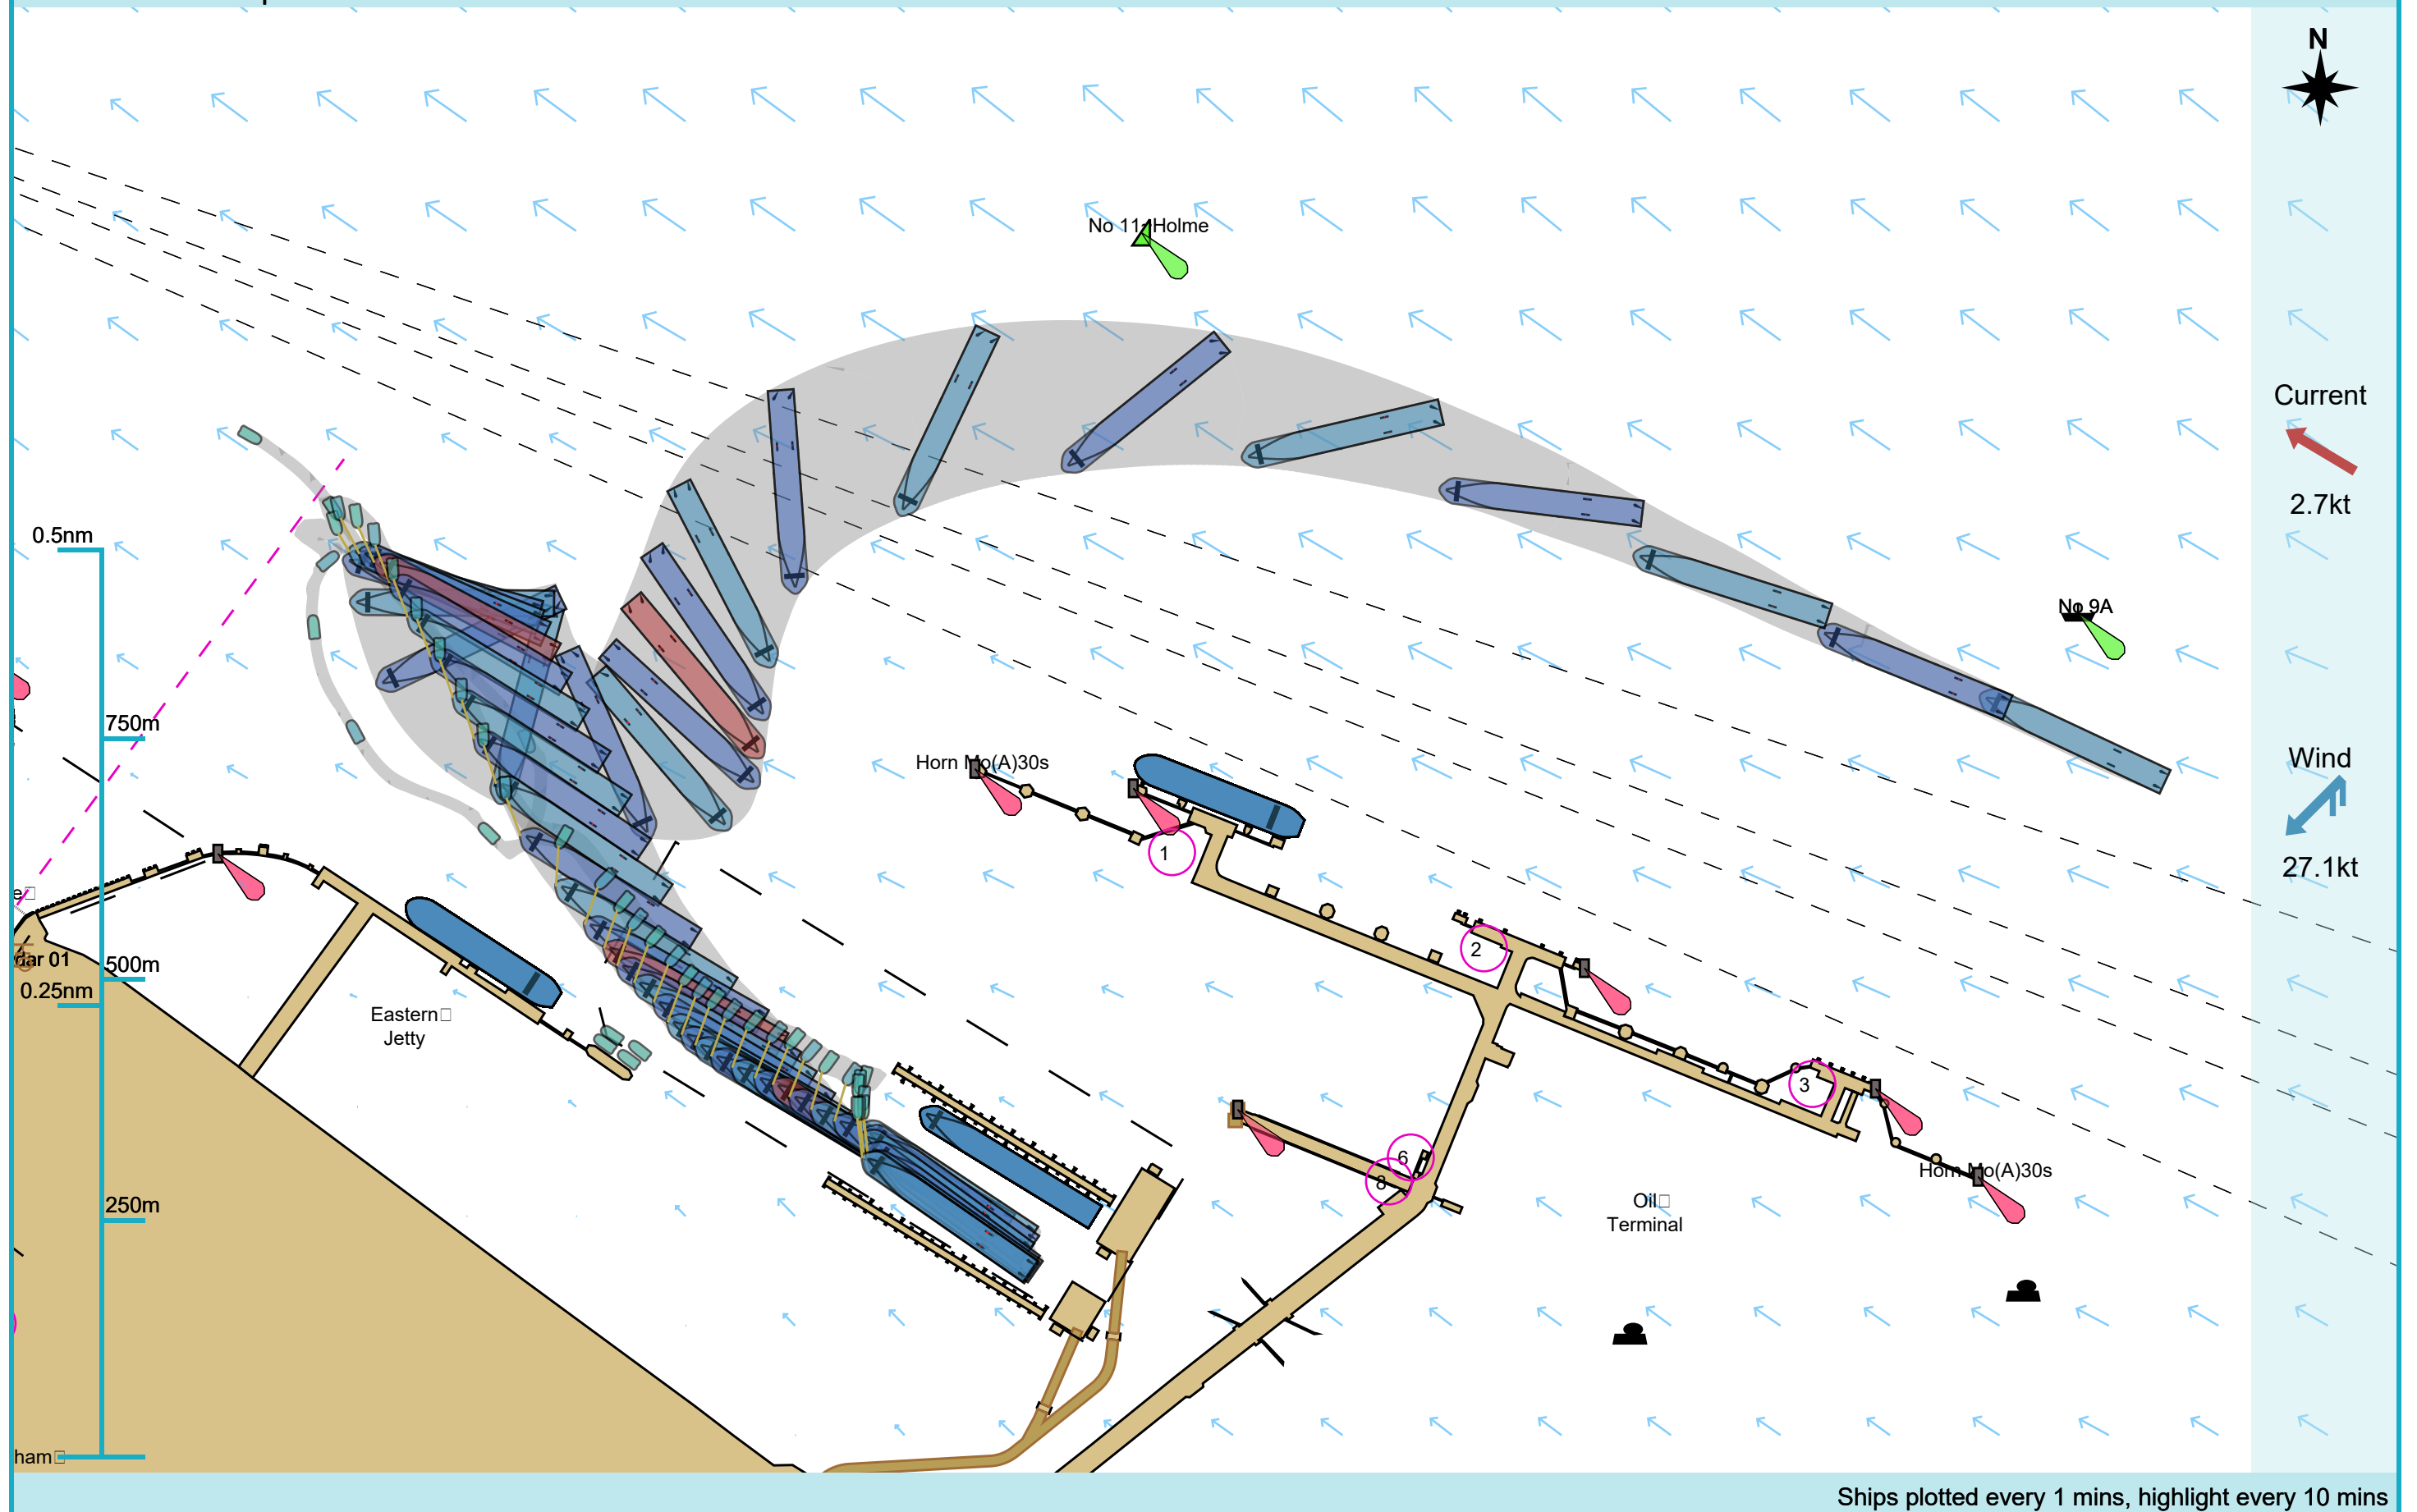 N
No 11a Holme
Current
2.7kt
0.5nm
No 9A
750m
Horn Mo(A)30s
Wind
27.1kt
1
500m
0.25nm
2
Eastern
Jetty
3
6
8
Horn Mo(A)30s
250m
Oil
Terminal
ham
Ships plotted every 1 mins, highlight every 10 mins